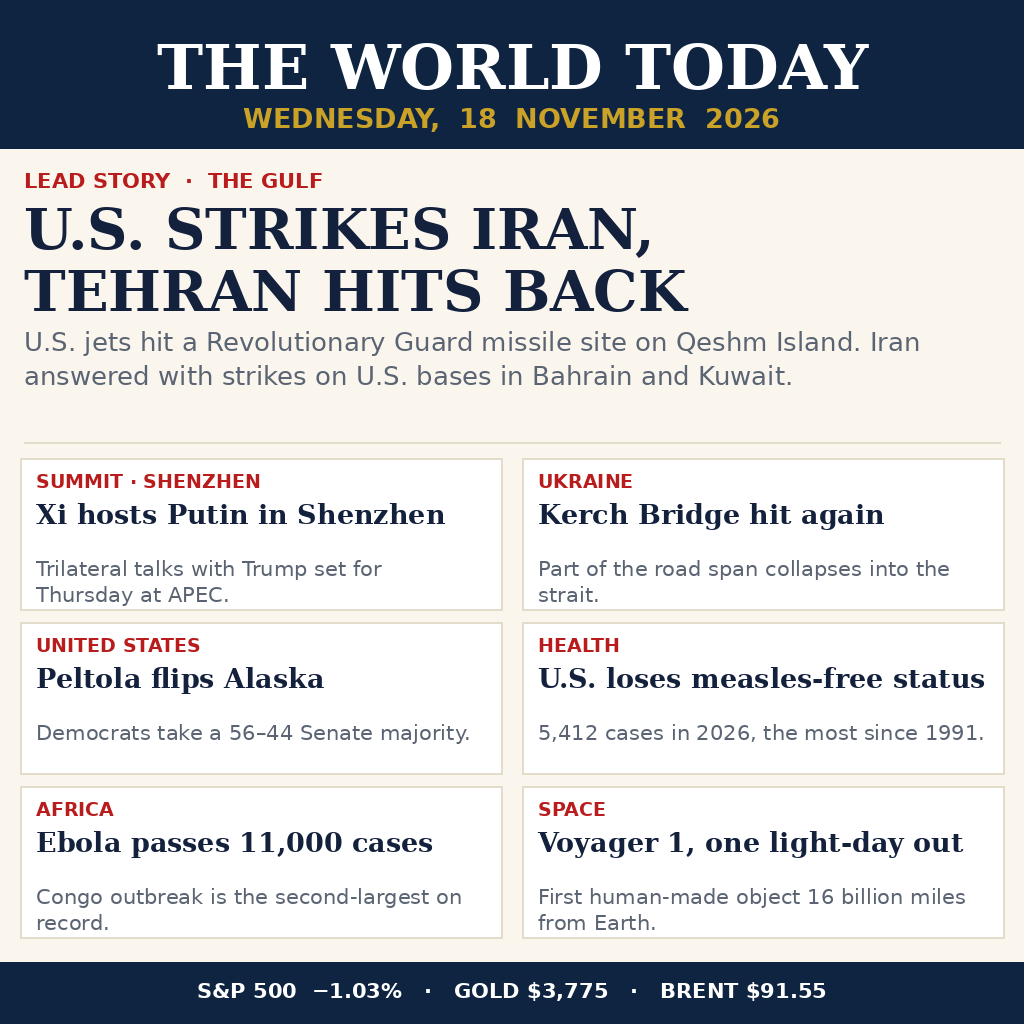 THE WORLD TODAY
WEDNESDAY, 18 NOVEMBER 2026
LEAD STORY · THE GULF
U.S. STRIKES IRAN,
TEHRAN HITS BACK
U.S. jets hit a Revolutionary Guard missile site on Qeshm Island. Iran
answered with strikes on U.S. bases in Bahrain and Kuwait.
SUMMIT · SHENZHEN
Xi hosts Putin in Shenzhen
Trilateral talks with Trump set for
Thursday at APEC.
UKRAINE
Kerch Bridge hit again
Part of the road span collapses into the
strait.
UNITED STATES
Peltola flips Alaska
Democrats take a 56–44 Senate majority.
HEALTH
U.S. loses measles-free status
5,412 cases in 2026, the most since 1991.
AFRICA
Ebola passes 11,000 cases
Congo outbreak is the second-largest on
record.
SPACE
Voyager 1, one light-day out
First human-made object 16 billion miles
from Earth.
S&P 500 −1.03% · GOLD $3,775 · BRENT $91.55